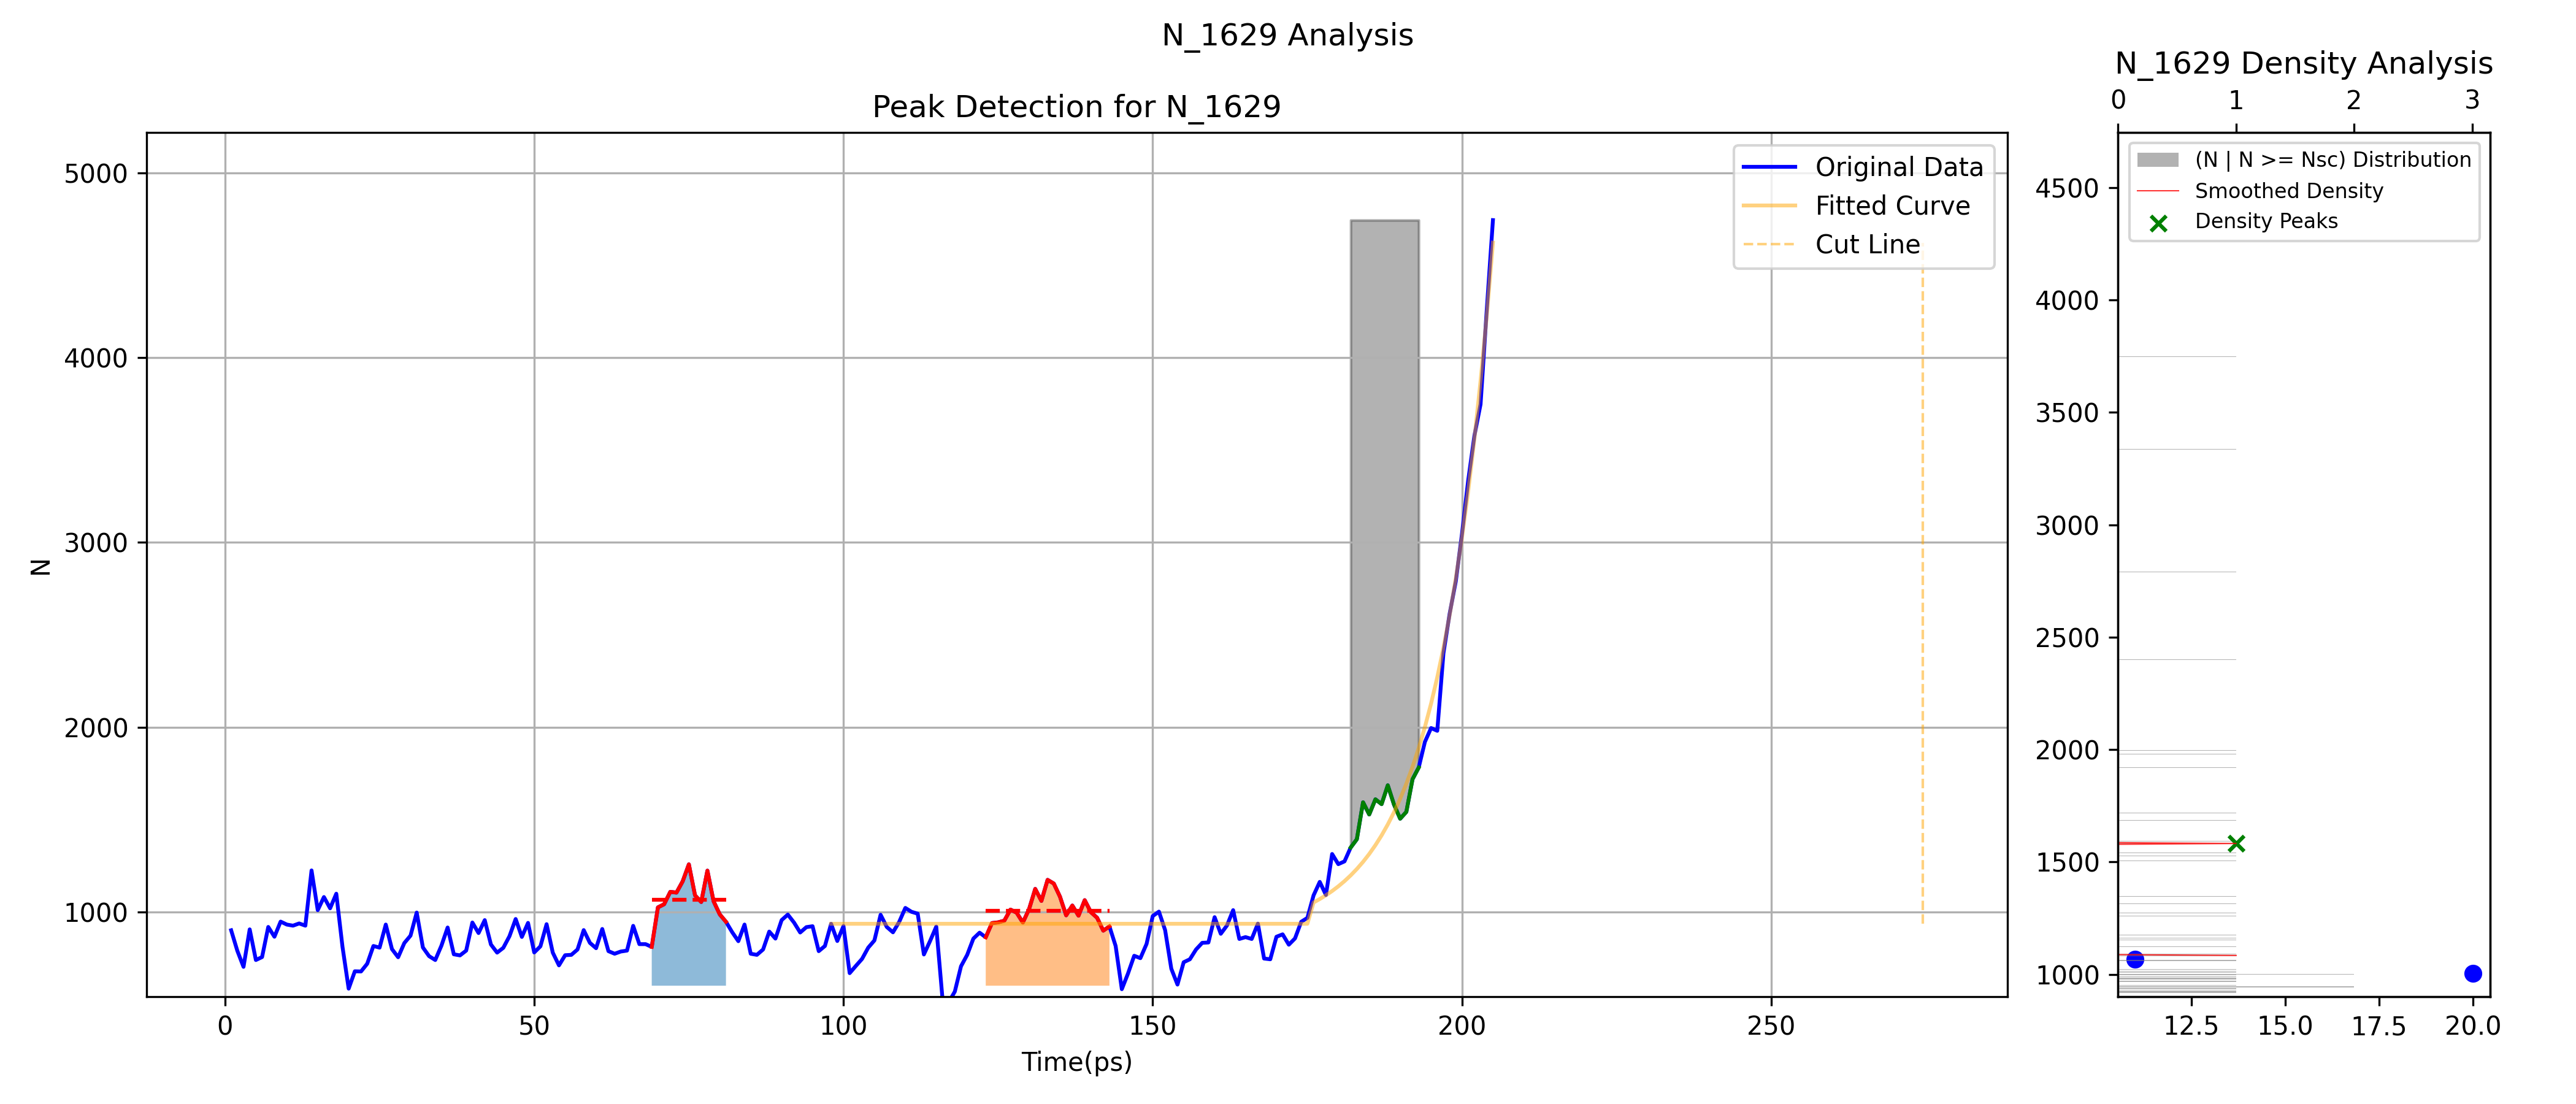 N_1629 Analysis
Peak Detection for N_1629
5000
4000
3000
2000
1000
N
0
50
100
150
200
250
Time(ps)
Original Data
Fitted Curve
Cut Line
N_1629 Density Analysis
0
1
2
3
(N | N >= Nsc) Distribution
Smoothed Density
Density Peaks
4500
4000
3500
3000
2500
2000
1500
1000
12.5
15.0
17.5
20.0